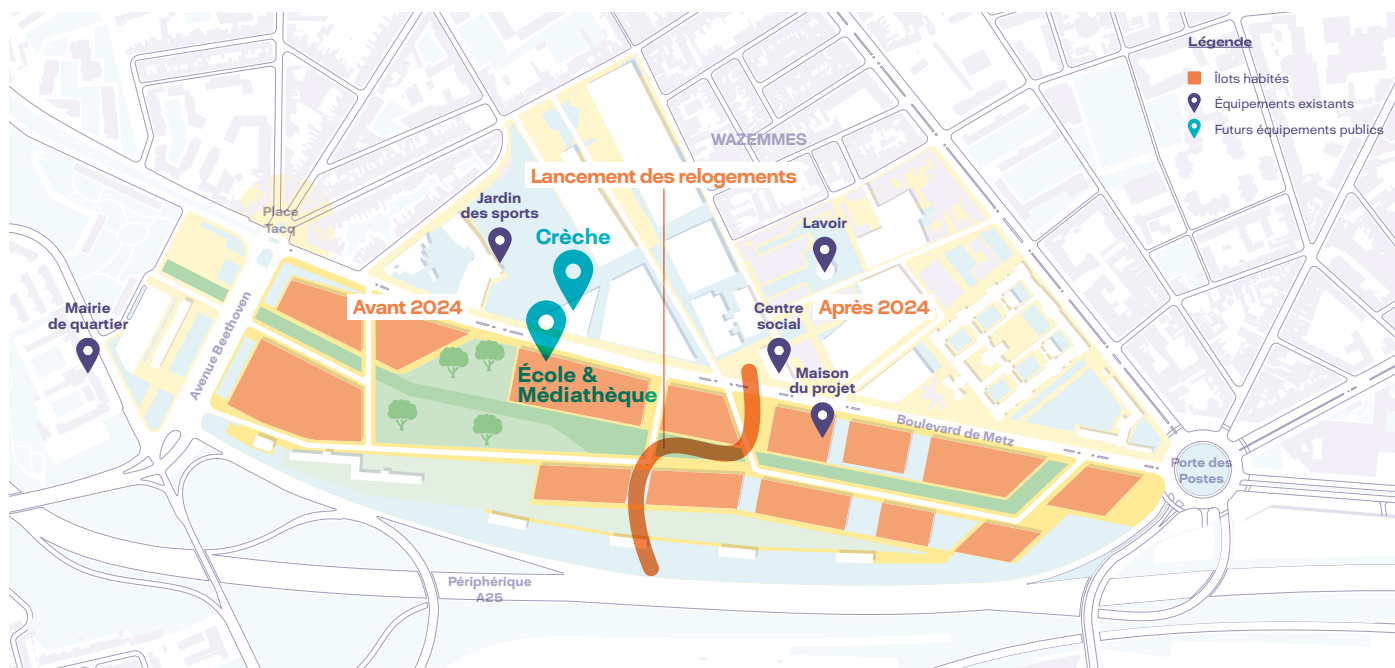 Légende
Îlots habités
Équipements existants
Futurs équipements publics
WAZEMMES
Lancement des relogements
Jardin
des sports
Place
Tacq
Crèche
Lavoir
Avant 2024
Après 2024
Mairie
de quartier
Centre
social
Avenue Beethoven
École &
Médiathèque
Maison
du projet
Boulevard de Metz
Porte des
Postes
Périphérique
A25